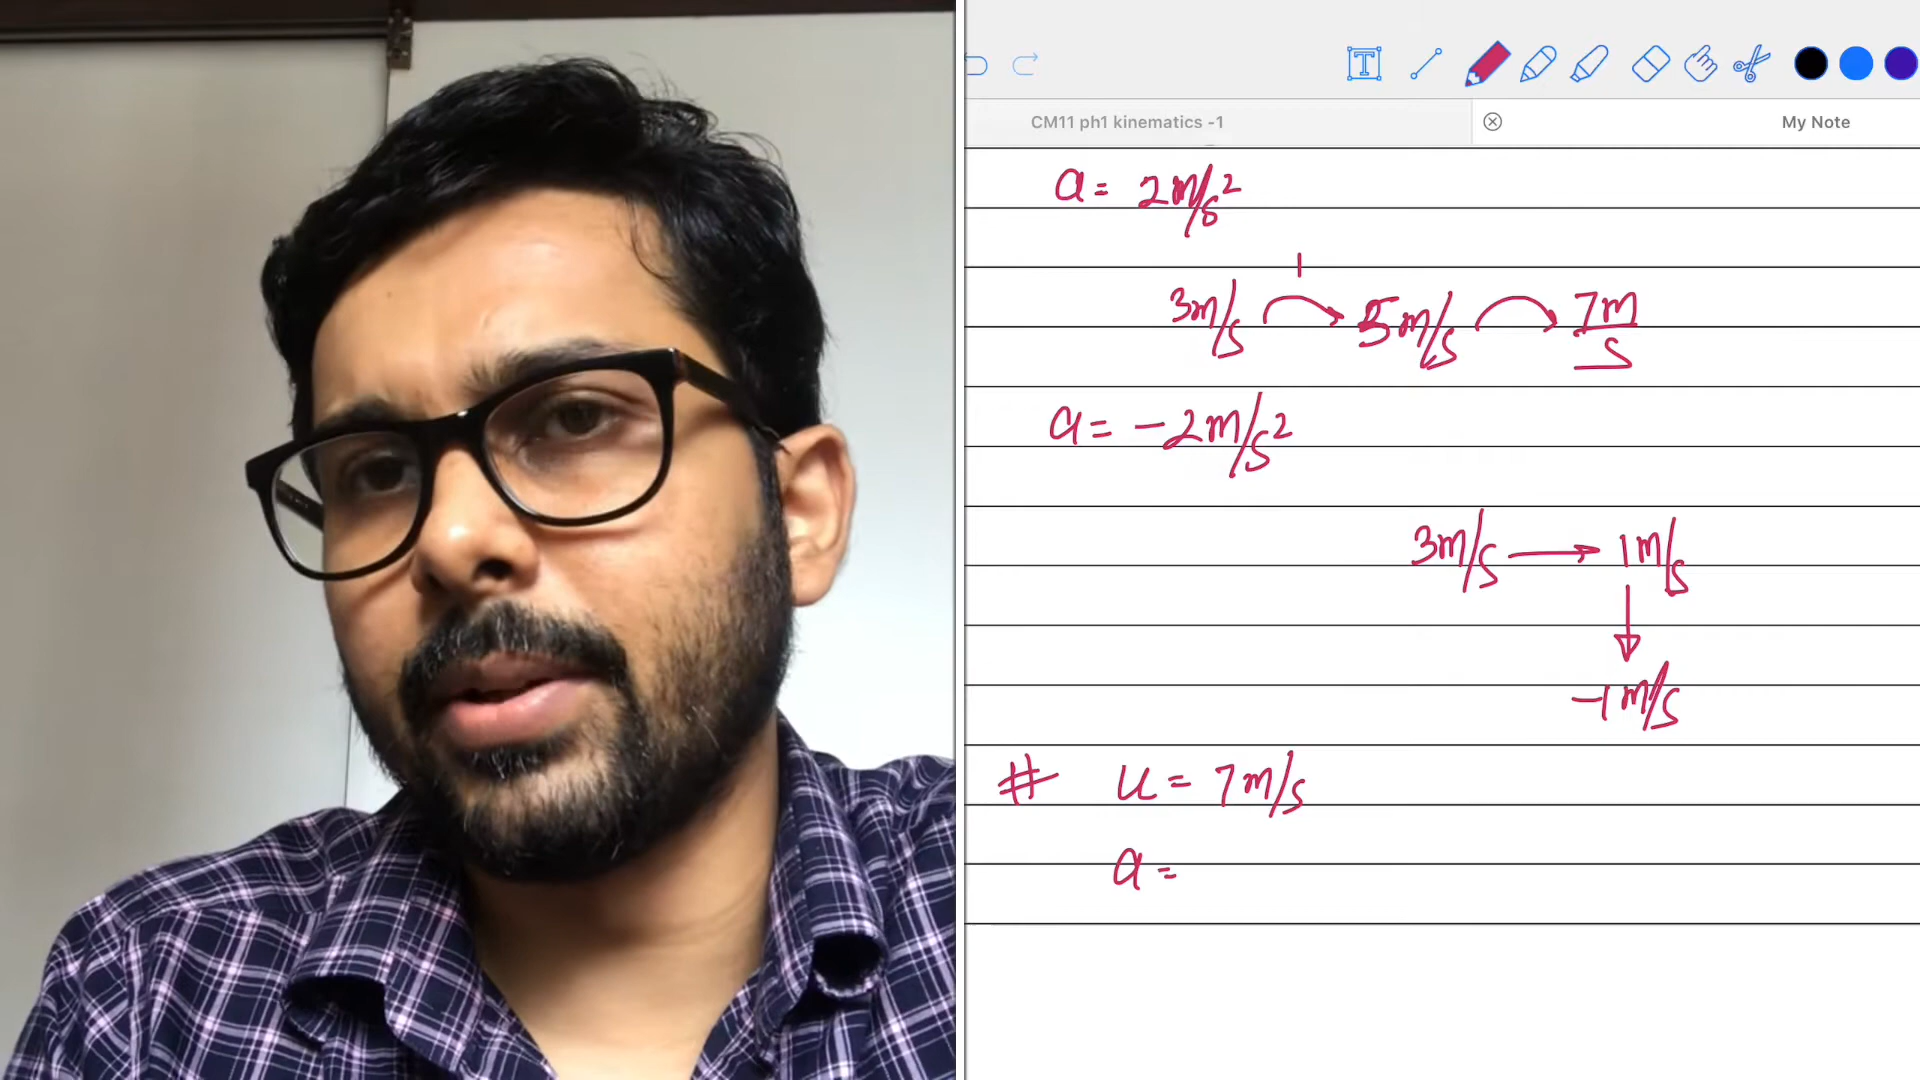 CM11 ph1 kinematics -1
My Note
a = 2m/s²
3m/s 5m/s 7m/s
a = -2m/s²
3m/s → 1m/s
-1m/s
# u = 7m/s
a =